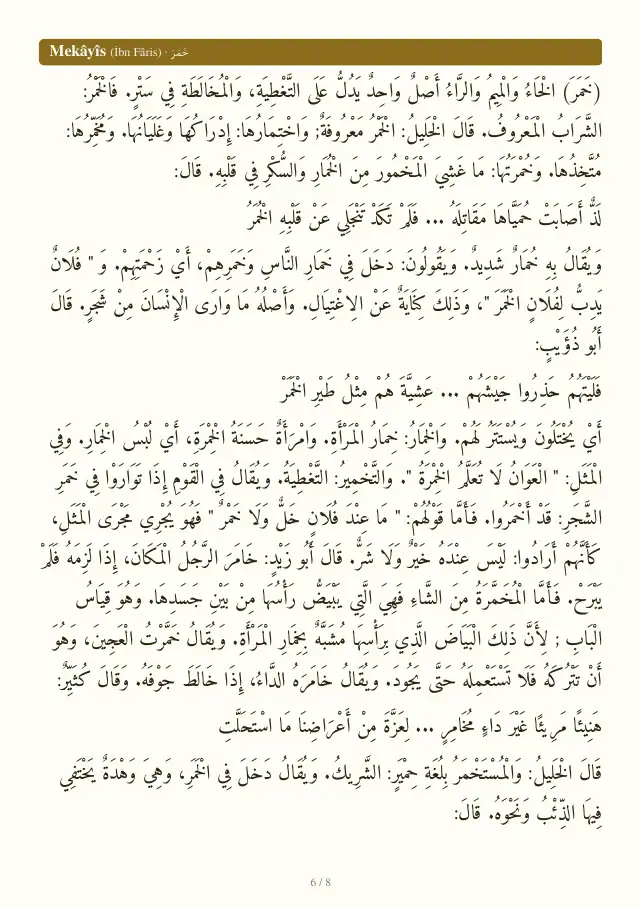 Mekâyîs (İbn Fâris) · خَمَرَ
(خَمَرَ) الْخَاءُ وَالْمِيمُ وَالرَّاءُ أَصْلٌ وَاحِدٌ يَدُلُّ عَلَى التَّغْطِيَةِ، وَالْمُخَالَطَةِ فِي سَتْرٍ. فَالْخَمْرُ:
الشَّرَابُ الْمَعْرُوفُ. قَالَ الْخَلِيلُ: الْخَمْرُ مَعْرُوفَةٌ; وَاخْتِمَارُهَا: إِدْرَاكُهَا وَغَلَيَانُهَا. وَمُخَمِّرُهَا:
مُتَّخِذُهَا. وَخُمْرَتُهَا: مَا غَشِيَ الْمَخْمُورَ مِنَ الْخُمَارِ وَالسُّكْرِ فِي قَلْبِهِ. قَالَ:
لَذٌّ أَصَابَتْ حُمَيَّاهَا مَقَاتِلَهُ ... فَلَمْ تَكَدْ تَنْجَلِي عَنْ قَلْبِهِ الْخُمَرُ
وَيُقَالُ بِهِ خُمَارٌ شَدِيدٌ. وَيَقُولُونَ: دَخَلَ فِي خَمَارِ النَّاسِ وَخَمَرِهِمْ، أَيْ زَحْمَتِهِمْ. وَ " فُلَانٌ
يَدِبُّ لِفُلَانٍ الْخَمَرَ "، وَذَلِكَ كِنَايَةٌ عَنْ الِاغْتِيَالِ. وَأَصْلُهُ مَا وَارَى الْإِنْسَانَ مِنْ شَجَرٍ. قَالَ
أَبُو ذُؤَيْبٍ:
فَلَيْتَهُمُ حَذِرُوا جَيْشَهُمْ ... عَشِيَّةَ هُمْ مِثْلُ طَيْرِ الْخَمَرْ
أَيْ يُخْتَلُونَ وَيُسْتَتَرُ لَهُمْ. وَالْخِمَارُ: خِمَارُ الْمَرْأَةِ. وَامْرَأَةٌ حَسَنَةُ الْخِمْرَةِ، أَيْ لُبْسُ الْخِمَارِ. وَفِي
الْمَثَلِ: " الْعَوَانُ لَا تُعَلَّمُ الْخِمْرَةُ ". وَالتَّخْمِيرُ: التَّغْطِيَةُ. وَيُقَالُ فِي الْقَوْمِ إِذَا تَوَارَوْا فِي خَمَرِ
الشَّجَرِ: قَدْ أَخْمَرُوا. فَأَمَّا قَوْلُهُمْ: " مَا عِنْدَ فُلَانٍ خَلٌّ وَلَا خَمْرٌ " فَهُوَ يُجْرِي مَجْرَى الْمَثَلِ،
كَأَنَّهُمْ أَرَادُوا: لَيْسَ عِنْدَهُ خَيْرٌ وَلَا شَرٌّ. قَالَ أَبُو زَيْدٍ: خَامَرَ الرَّجُلُ الْمَكَانَ، إِذَا لَزِمَهُ فَلَمْ
يَبْرَحْ. فَأَمَّا الْمُخَمَّرَةُ مِنَ الشَّاءِ فَهِيَ الَّتِي يَبْيَضُّ رَأْسُهَا مِنْ بَيْنِ جَسَدِهَا. وَهُوَ قِيَاسُ
الْبَابِ ; لِأَنَّ ذَلِكَ الْبَيَاضَ الَّذِي بِرَأْسِهَا مُشَبَّهٌ بِخِمَارِ الْمَرْأَةِ. وَيُقَالُ خَمَّرْتُ الْعَجِينَ، وَهُوَ
أَنْ تَتْرُكَهُ فَلَا تَسْتَعْمِلَهُ حَتَّى يَجُودَ. وَيُقَالُ خَامَرَهُ الدَّاءُ، إِذَا خَالَطَ جَوْفَهُ. وَقَالَ كُثَيِّرٌ:
هَنِيئًا مَرِيئًا غَيْرَ دَاءٍ مُخَامِرٍ ... لِعَزَّةَ مِنْ أَعْرَاضِنَا مَا اسْتَحَلَّتِ
قَالَ الْخَلِيلُ: وَالْمُسْتَخْمَرُ بِلُغَةِ حِمْيَرٍ: الشَّرِيكُ. وَيُقَالُ دَخَلَ فِي الْخَمَرِ، وَهِيَ وَهْدَةٌ يَخْتَفِي
فِيهَا الذِّئْبُ وَنَحْوُهُ. قَالَ:
6 / 8